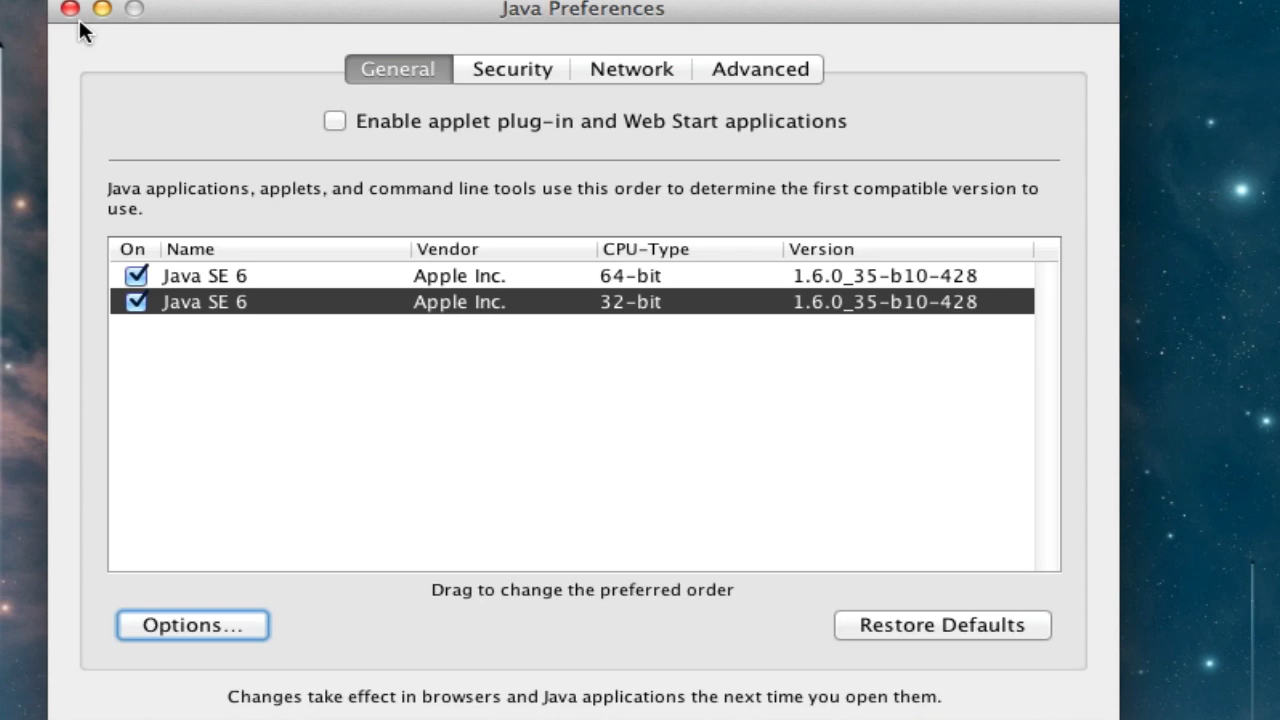 Java Preferences
General Security Network Advanced
Enable applet plug-in and Web Start applications
Java applications, applets, and command line tools use this order to determine the first compatible version to
use.
On Name Vendor CPU-Type Version
Java SE 6 Apple Inc. 64-bit 1.6.0_35-b10-428
Java SE 6 Apple Inc. 32-bit 1.6.0_35-b10-428
Drag to change the preferred order
Options... Restore Defaults
Changes take effect in browsers and Java applications the next time you open them.